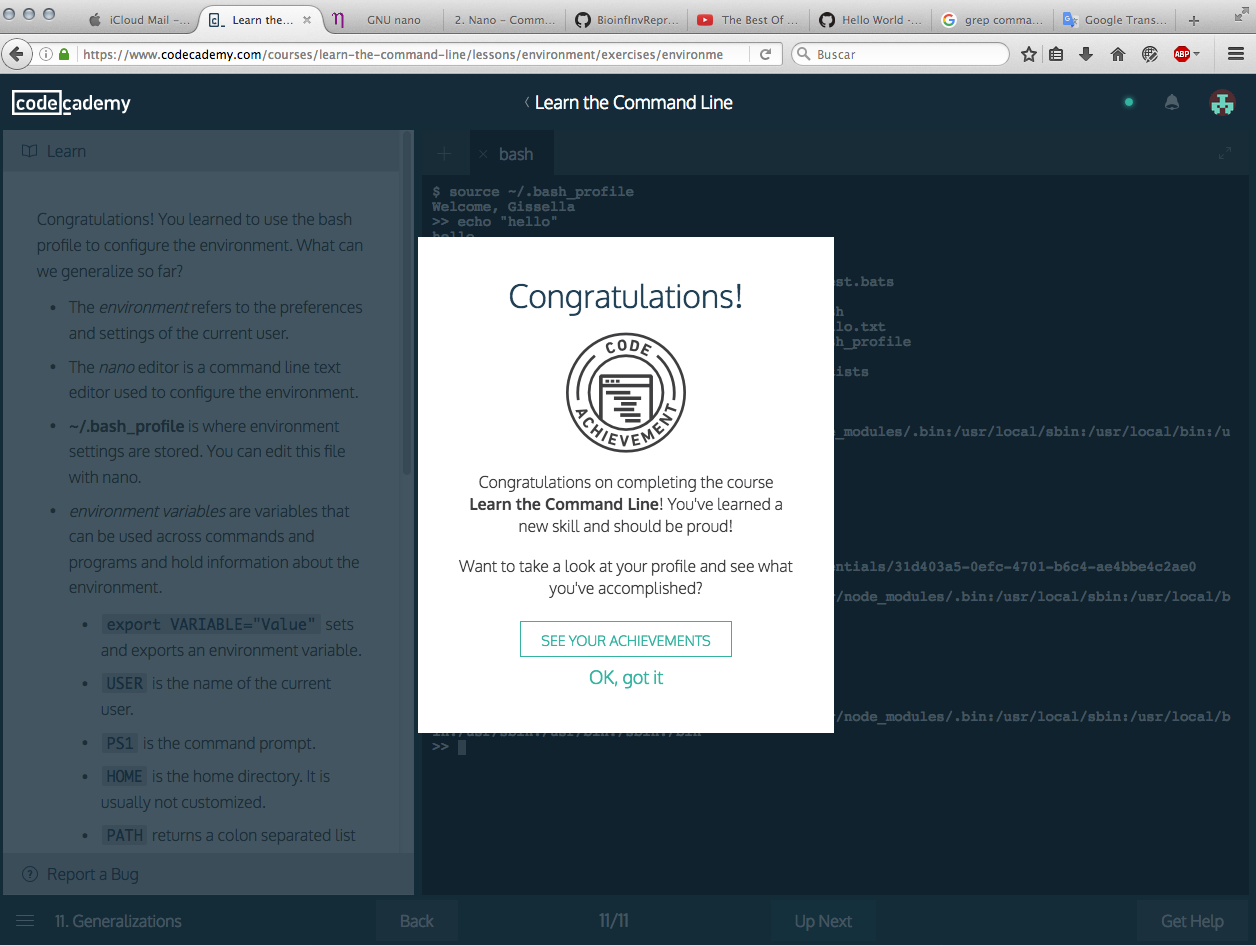 iCloud Mail –...
Learn the...
GNU nano
2. Nano – Comm...
BioinfInvRepr...
The Best Of ...
Hello World -...
grep comma...
Google Trans...
https://www.codecademy.com/courses/learn-the-command-line/lessons/environment/exercises/environme
Buscar
ABP
codecademy
Learn the Command Line
Learn
bash
Congratulations! You learned to use the bash
profile to configure the environment. What can
we generalize so far?
• The environment refers to the preferences
and settings of the current user.
• The nano editor is a command line text
editor used to configure the environment.
• ~/.bash_profile is where environment
settings are stored. You can edit this file
with nano.
• environment variables are variables that
can be used across commands and
programs and hold information about the
environment.
• export VARIABLE="Value" sets
and exports an environment variable.
• USER is the name of the current
user.
• PS1 is the command prompt.
• HOME is the home directory. It is
usually not customized.
• PATH returns a colon separated list
Report a Bug
$ source ~/.bash_profile
Welcome, Gissella
>> echo "hello"
hello
st.bats
h
lo.txt
h_profile
ists
_modules/.bin:/usr/local/sbin:/usr/local/bin:/u
entials/31d403a5-0efc-4701-b6c4-ae4bbe4c2ae0
/node_modules/.bin:/usr/local/sbin:/usr/local/b
/node_modules/.bin:/usr/local/sbin:/usr/local/b
in:/usr/sbin:/usr/bin:/sbin:/bin
>>
Congratulations!
CODE
ACHIEVEMENT
Congratulations on completing the course
Learn the Command Line! You've learned a
new skill and should be proud!
Want to take a look at your profile and see what
you've accomplished?
SEE YOUR ACHIEVEMENTS
OK, got it
11. Generalizations
Back
11/11
Up Next
Get Help